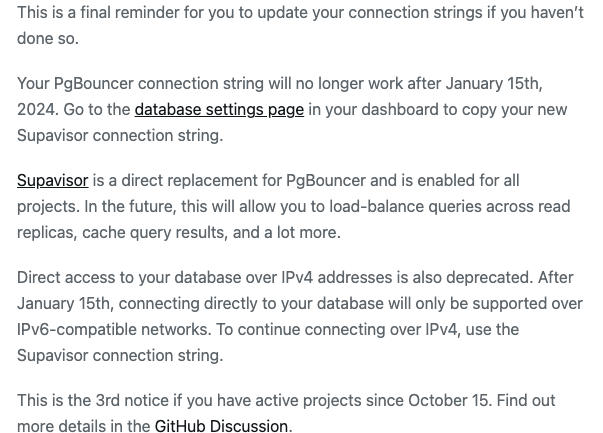 This is a final reminder for you to update your connection strings if you haven’t
done so.
Your PgBouncer connection string will no longer work after January 15th,
2024. Go to the database settings page in your dashboard to copy your new
Supavisor connection string.
Supavisor is a direct replacement for PgBouncer and is enabled for all
projects. In the future, this will allow you to load-balance queries across read
replicas, cache query results, and a lot more.
Direct access to your database over IPv4 addresses is also deprecated. After
January 15th, connecting directly to your database will only be supported over
IPv6-compatible networks. To continue connecting over IPv4, use the
Supavisor connection string.
This is the 3rd notice if you have active projects since October 15. Find out
more details in the GitHub Discussion.